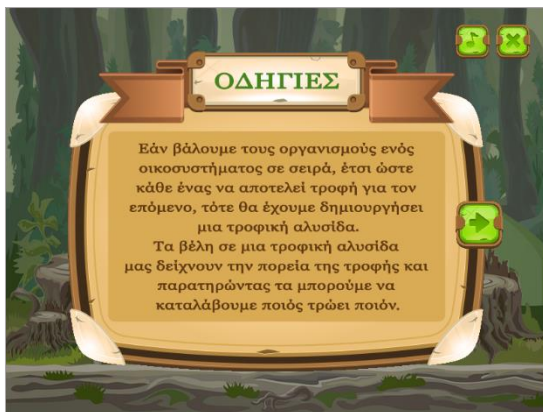 ΟΔΗΓΙΕΣ
Εάν βάλουμε τους οργανισμούς ενός
οικοσυστήματος σε σειρά, έτσι ώστε
κάθε ένας να αποτελεί τροφή για τον
επόμενο, τότε θα έχουμε δημιουργήσει
μια τροφική αλυσίδα.
Τα βέλη σε μια τροφική αλυσίδα
μας δείχνουν την πορεία της τροφής και
παρατηρώντας τα μπορούμε να
καταλάβουμε ποιός τρώει ποιόν.